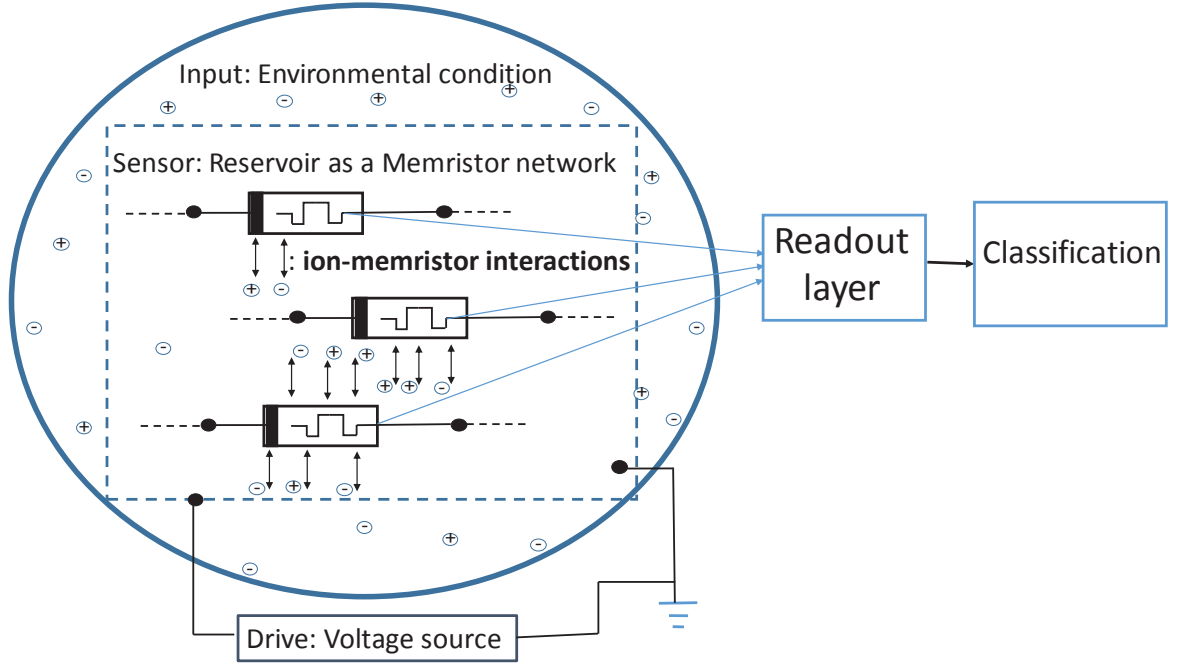 Input: Environmental condition
Sensor: Reservoir as a Memristor network
: ion-memristor interactions
Readout
layer
Classification
Drive: Voltage source